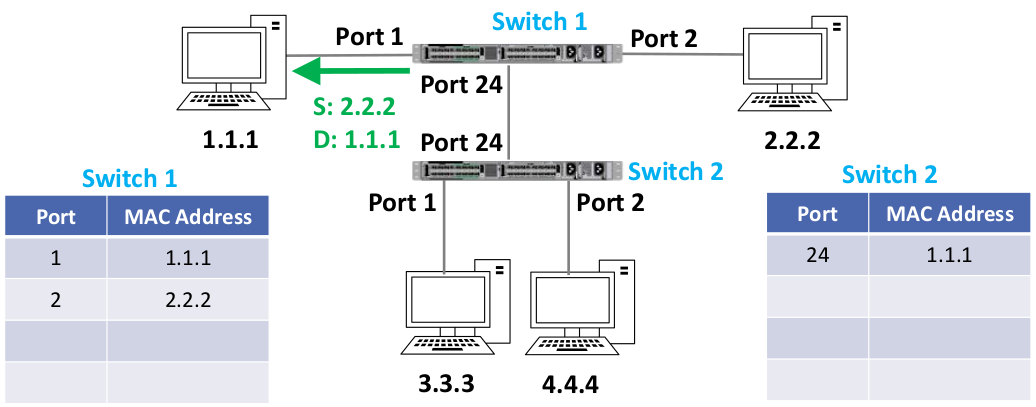 Switch 1
Port 1
Port 2
Port 24
S: 2.2.2
D: 1.1.1
1.1.1
2.2.2
Port 24
Switch 2
Port 1
Port 2
3.3.3
4.4.4
Switch 1
Port MAC Address
1 1.1.1
2 2.2.2
Switch 2
Port MAC Address
24 1.1.1